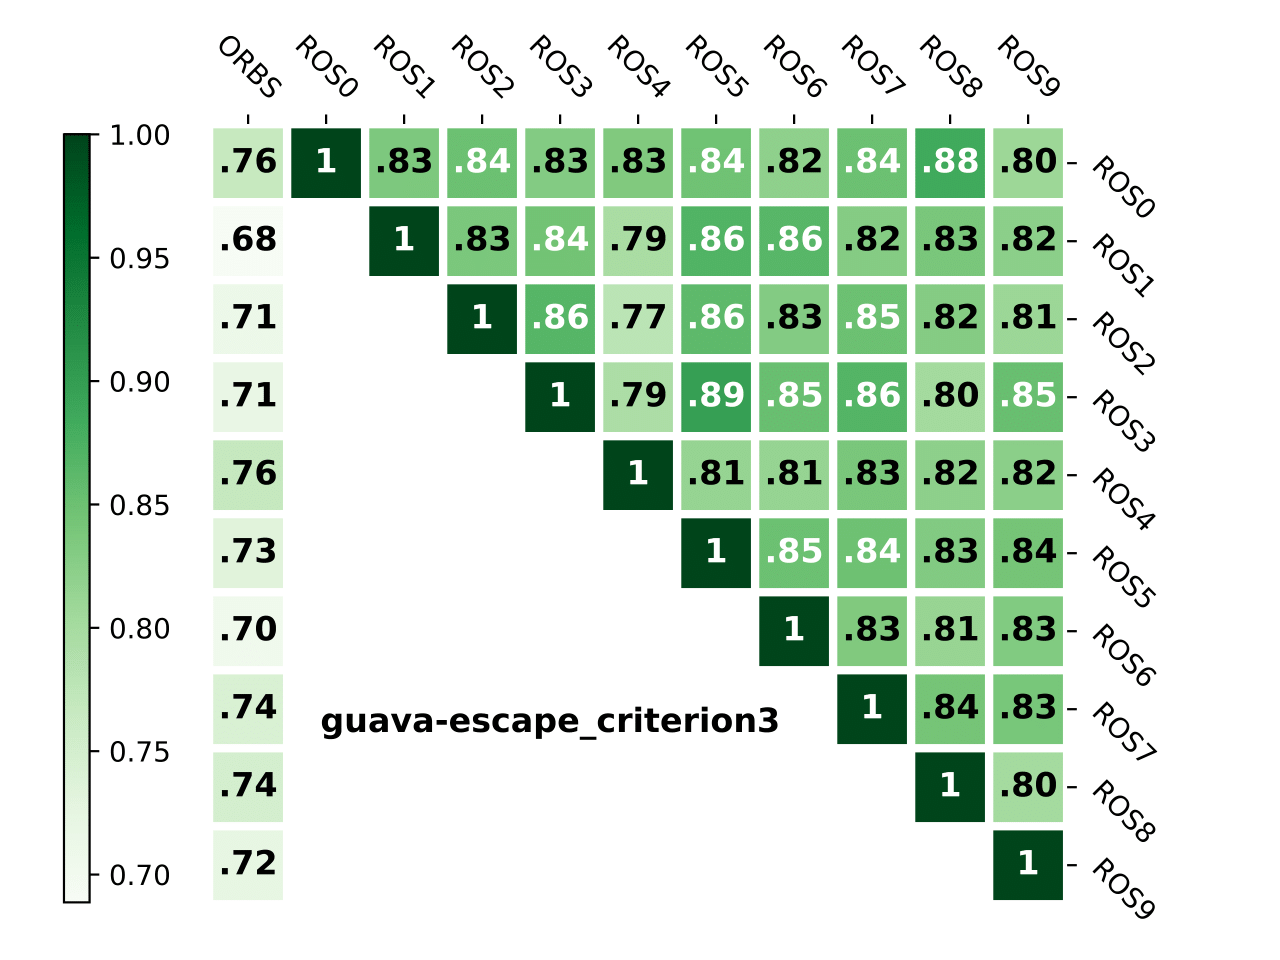 ORBS ROS0 ROS1 ROS2 ROS3 ROS4 ROS5 ROS6 ROS7 ROS8 ROS9
1.00
0.95
0.90
0.85
0.80
0.75
0.70
.76 1 .83 .84 .83 .83 .84 .82 .84 .88 .80 ROS0
.68 1 .83 .84 .79 .86 .86 .82 .83 .82 ROS1
.71 1 .86 .77 .86 .83 .85 .82 .81 ROS2
.71 1 .79 .89 .85 .86 .80 .85 ROS3
.76 1 .81 .81 .83 .82 .82 ROS4
.73 1 .85 .84 .83 .84 ROS5
.70 1 .83 .81 .83 ROS6
.74 1 .84 .83 ROS7
guava-escape_criterion3
.74 1 .80 ROS8
.72 1 ROS9